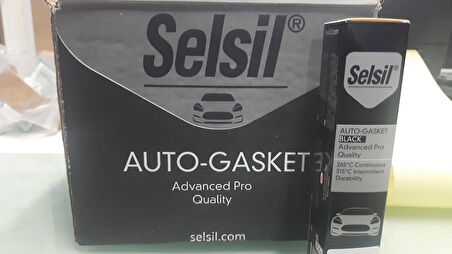 Selsil®
AUTO-GASKET
Advanced Pro
Quality
selsil.com
Selsil®
AUTO-GASKET
BLACK
Advanced Pro
Quality
265°C Continuous
315°C Intermittent
Durability